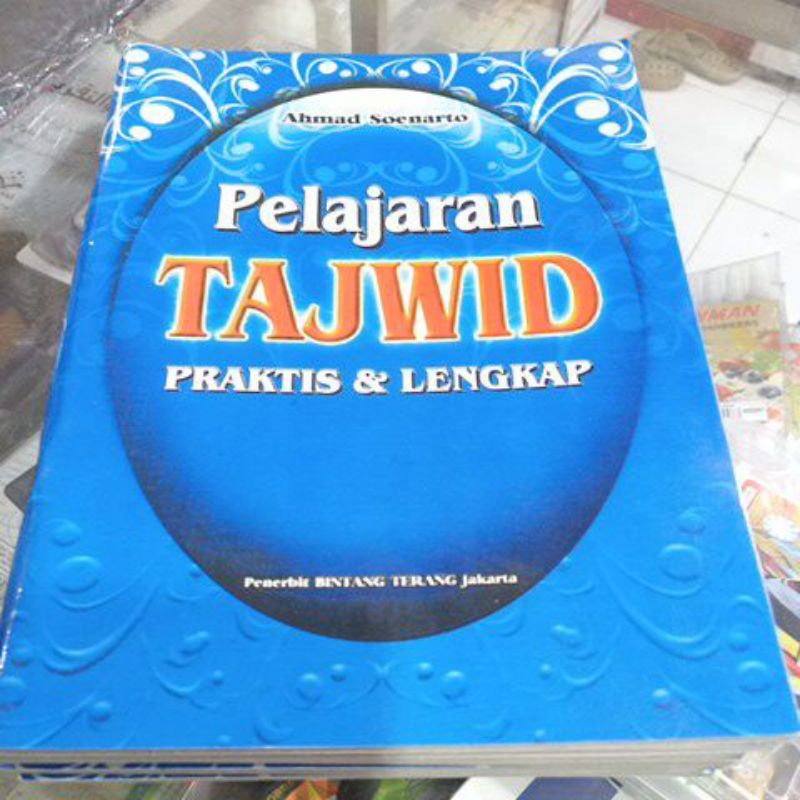 Ahmad Soenarto
Pelajaran
TAJWID
PRAKTIS & LENGKAP
Penerbit BINTANG TERANG Jakarta